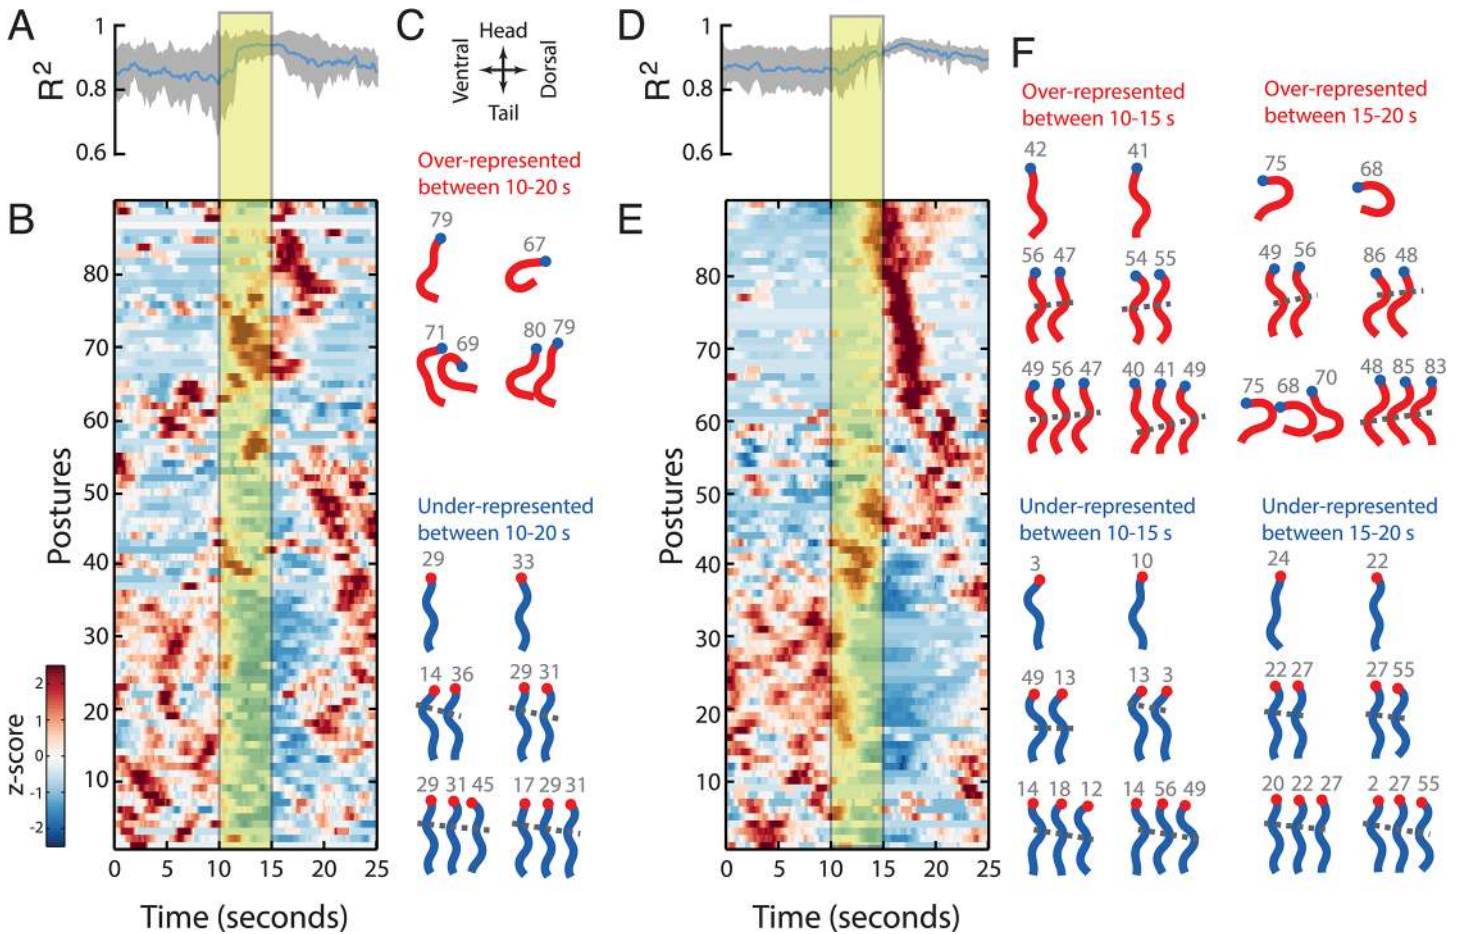 A
R²
1
0.8
0.6
B
Postures
80
70
60
50
40
30
20
10
z-score
2
1
0
-1
-2
0
5
10
15
20
25
Time (seconds)
C
Head
Ventral
Dorsal
Tail
Over-represented
between 10-20 s
79
67
71
69
80
79
Under-represented
between 10-20 s
29
33
14 36
29 31
29 31 45
17 29 31
D
R²
1
0.8
0.6
E
Postures
80
70
60
50
40
30
20
10
0
5
10
15
20
25
Time (seconds)
F
Over-represented
between 10-15 s
42
41
56 47
54 55
49 56 47
40 41 49
Over-represented
between 15-20 s
75
68
49 56
86 48
75 68 70
48 85 83
Under-represented
between 10-15 s
3
10
49 13
13 3
14 18 12
14 56 49
Under-represented
between 15-20 s
24
22
22 27
27 55
20 22 27
2 27 55